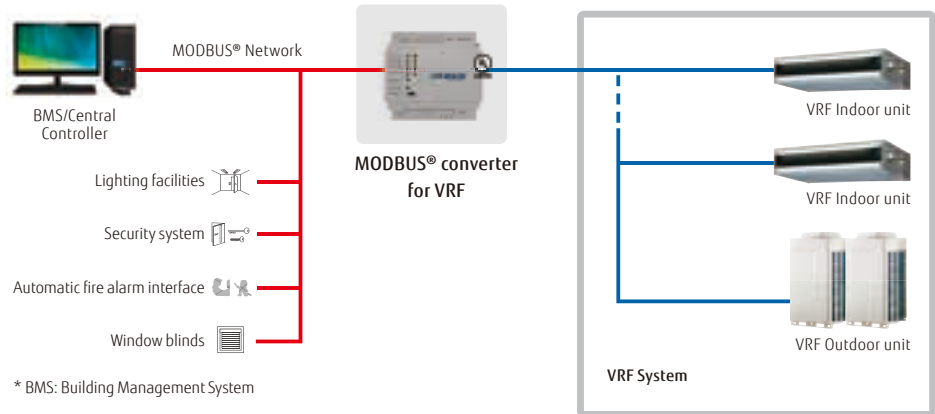 MODBUS® Network
BMS/Central
Controller
MODBUS® converter
for VRF
Lighting facilities
Security system
Automatic fire alarm interface
Window blinds
* BMS: Building Management System
VRF Indoor unit
VRF Indoor unit
VRF Outdoor unit
VRF System